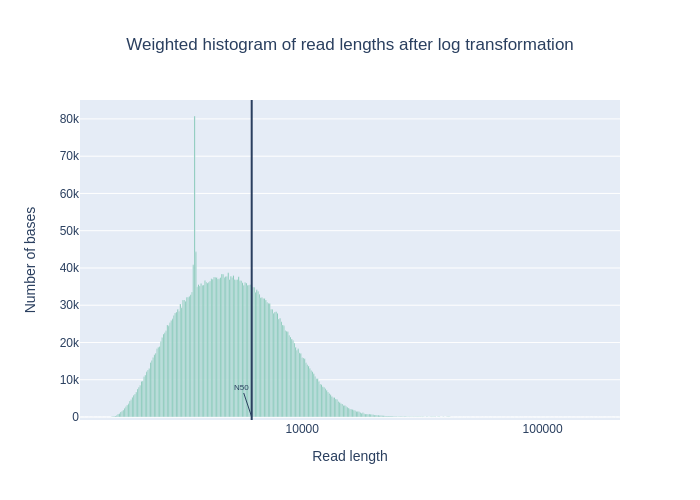 Weighted histogram of read lengths after log transformation
80k
70k
60k
50k
40k
30k
20k
10k
0
Number of bases
N50
10000
100000
Read length